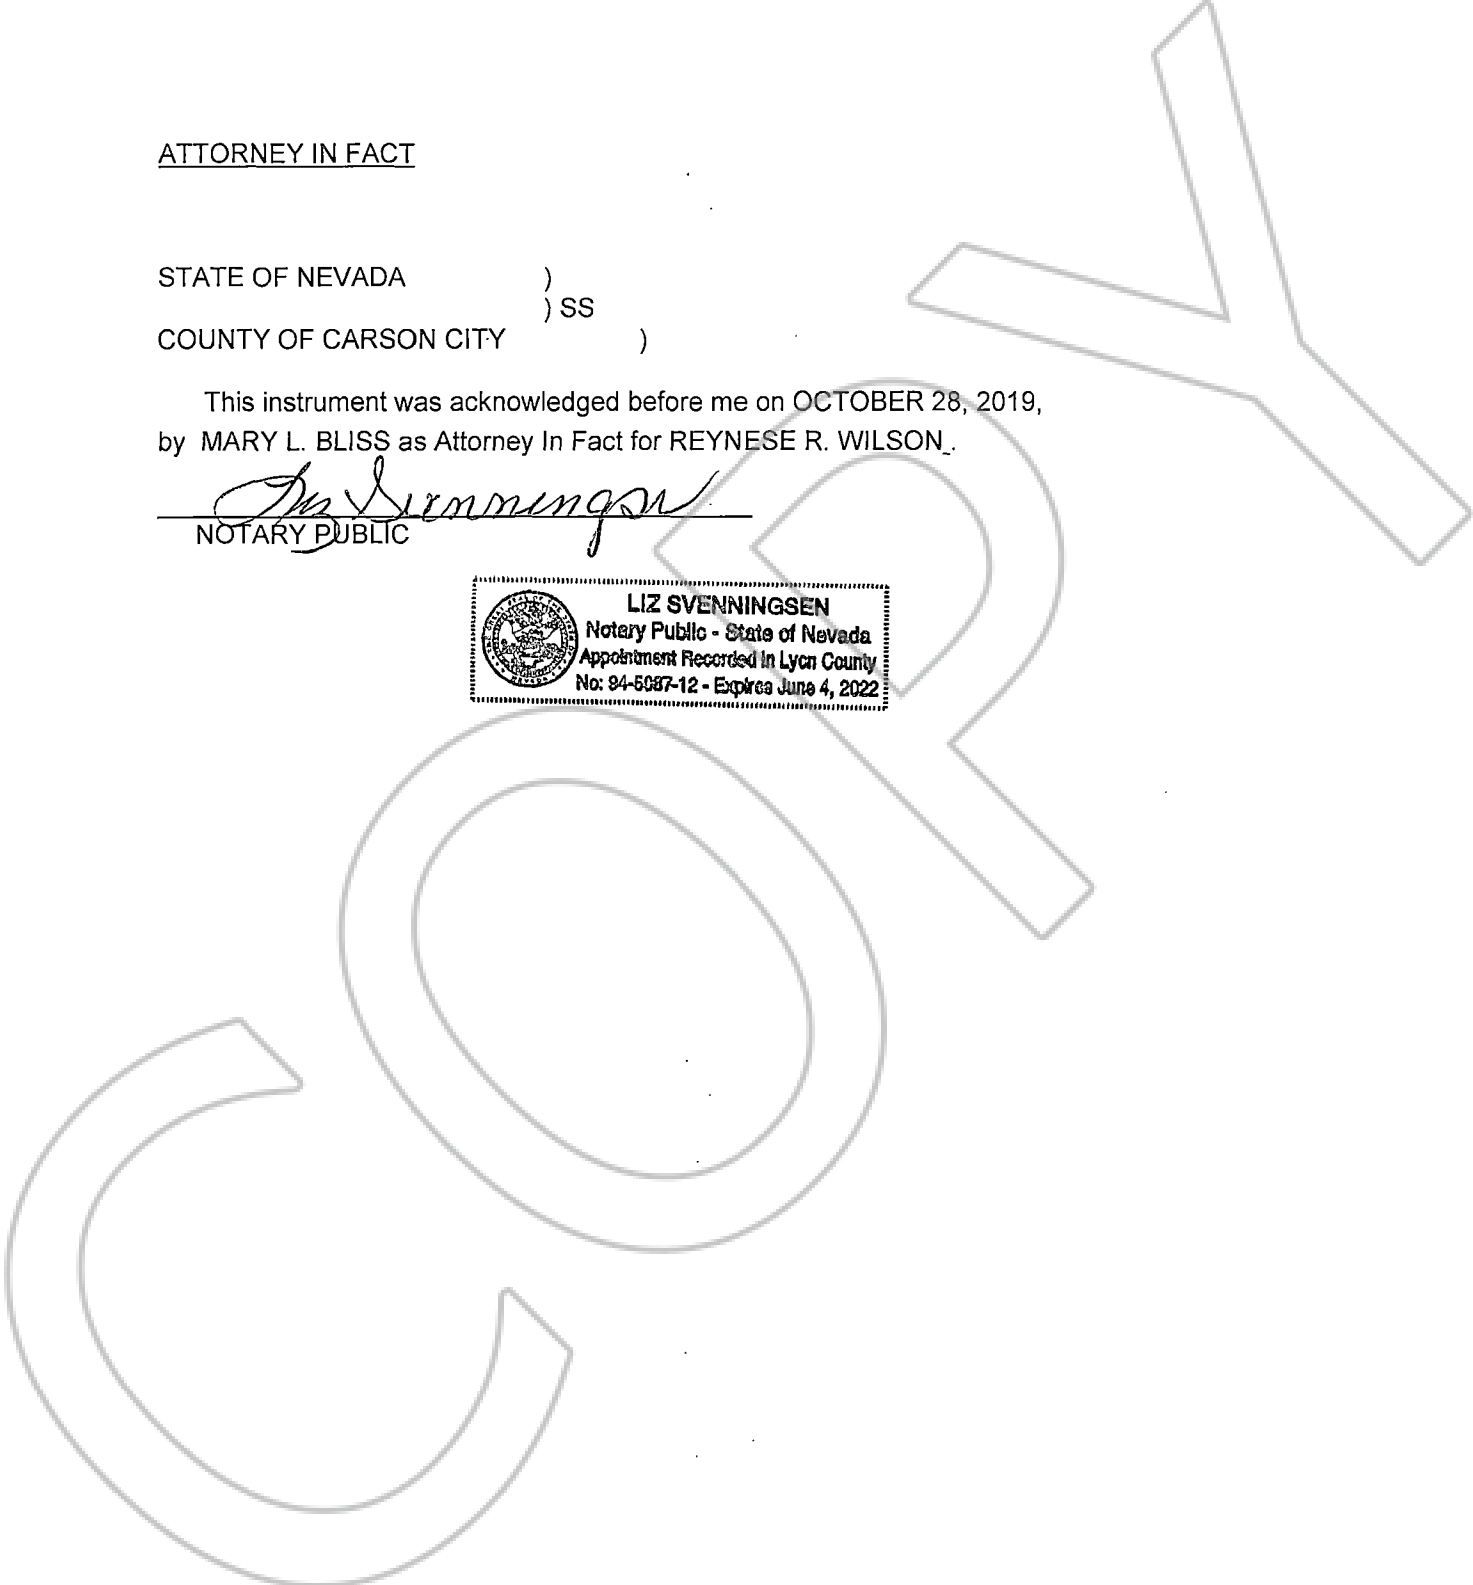 ATTORNEY IN FACT
STATE OF NEVADA )
) SS
COUNTY OF CARSON CITY )
This instrument was acknowledged before me on OCTOBER 28, 2019,
by MARY L. BLISS as Attorney In Fact for REYNESE R. WILSON .
Liz Svenningsen
NOTARY PUBLIC
LIZ SVENNINGSEN
Notary Public - State of Nevada
Appointment Recorded in Lyon County
No: 94-5087-12 - Expires June 4, 2022
COPY